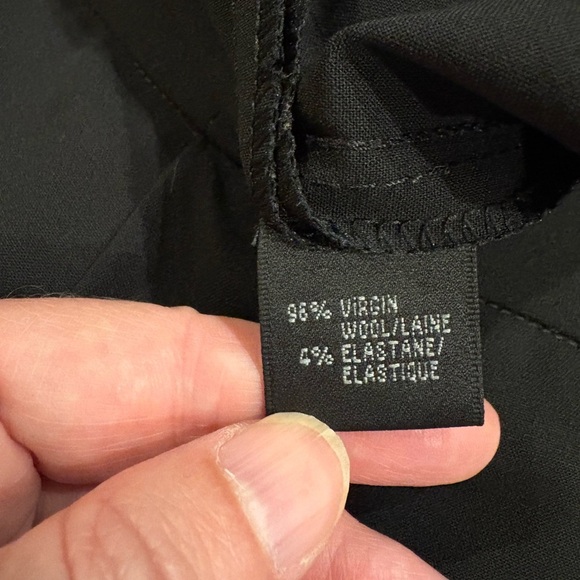 96% VIRGIN
WOOL/LAINE
4% ELASTANE/
ELASTIQUE